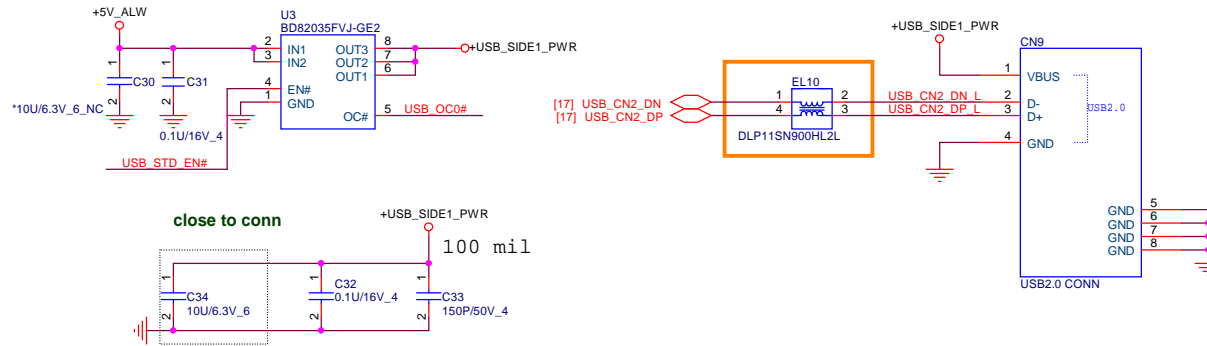 +5V_ALW
U3
BD82035FVJ-GE2
2 IN1 OUT3 8
3 IN2 OUT2 7
OUT1 6
4 EN#
1 GND
OC# 5 USB_OC0#
+USB_SIDE1_PWR
1 C30 2
1 C31 2
*10U/6.3V_6_NC
0.1U/16V_4
USB_STD_EN#
+USB_SIDE1_PWR
CN9
1 VBUS
USB2.0
EL10
[17] USB_CN2_DN 1 2 USB_CN2_DN_L 2 D-
[17] USB_CN2_DP 4 3 USB_CN2_DP_L 3 D+
DLP11SN900HL2L
4 GND
GND 5
GND 6
GND 7
GND 8
USB2.0 CONN
close to conn
+USB_SIDE1_PWR
100 mil
1 C34 2
10U/6.3V_6
1 C32 2
0.1U/16V_4
1 C33 2
150P/50V_4